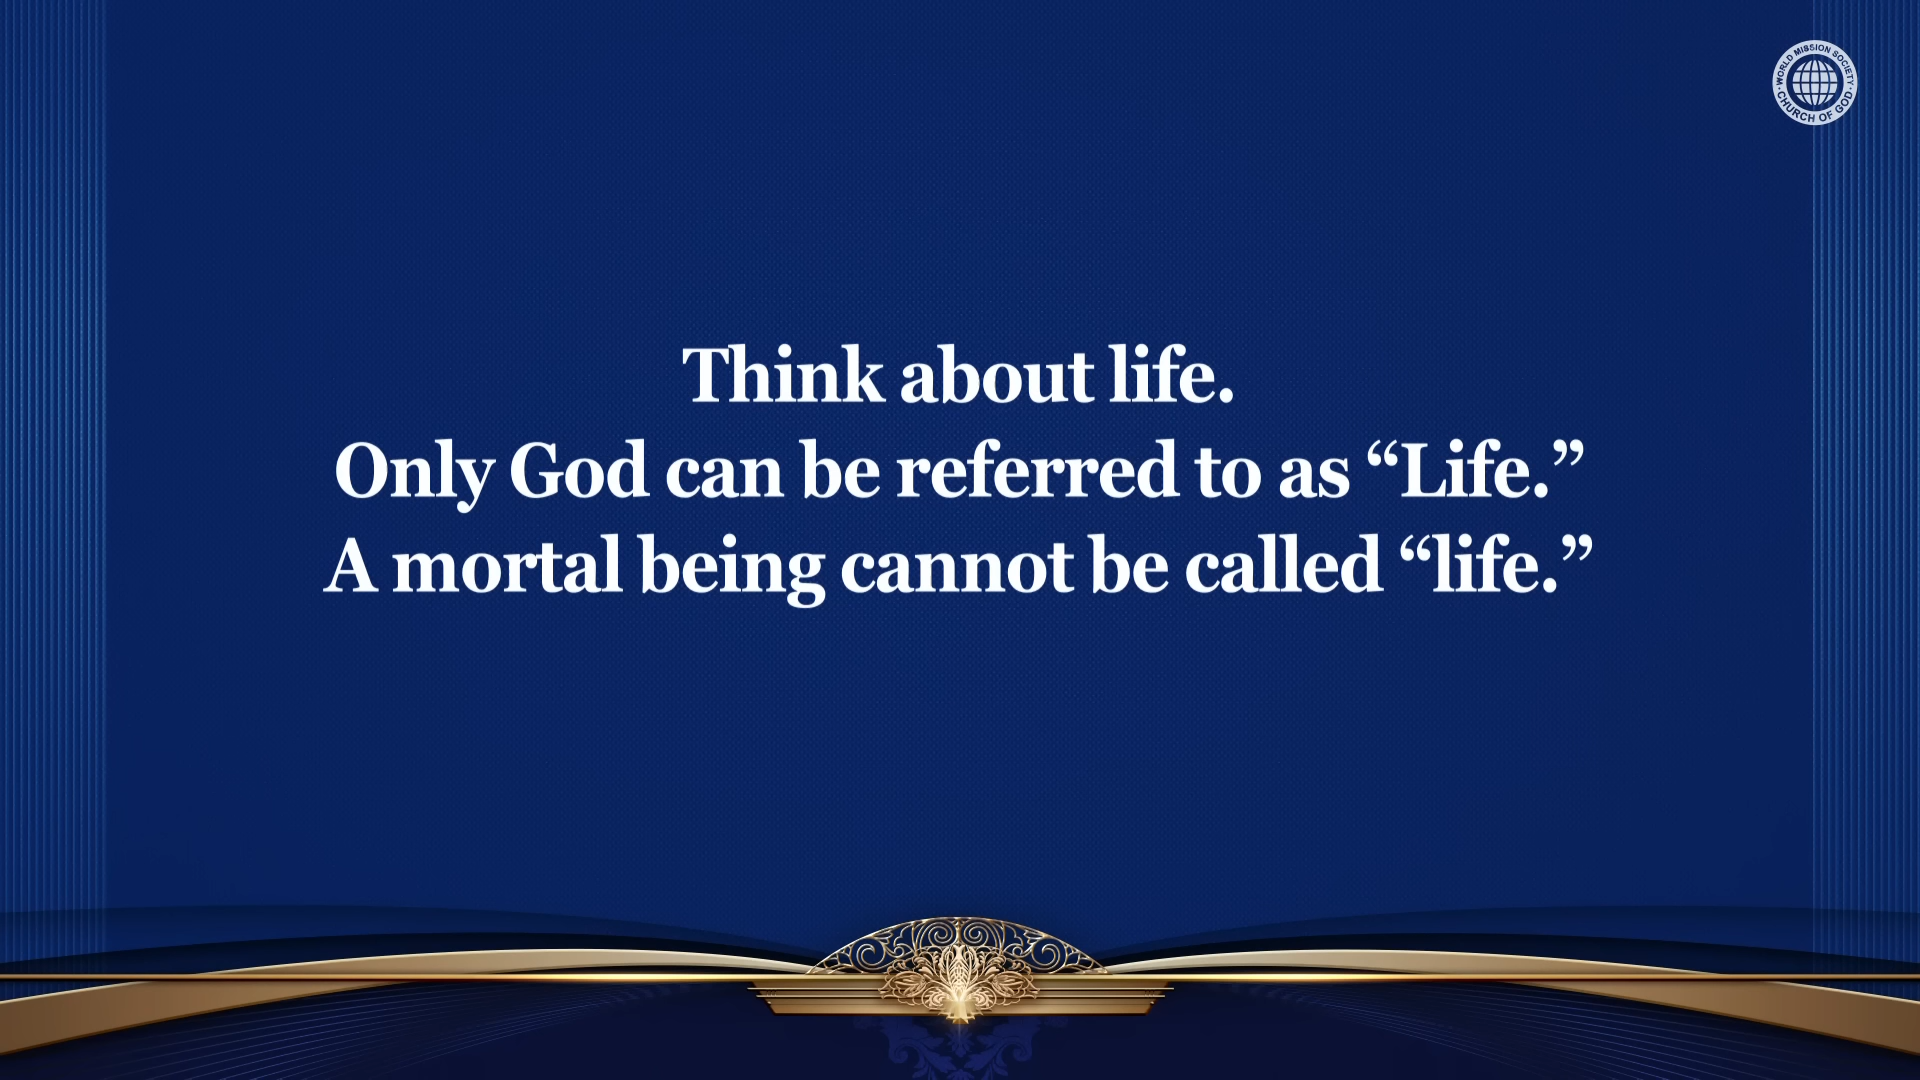 WORLD MISSION SOCIETY
CHURCH OF GOD
Think about life.
Only God can be referred to as “Life.”
A mortal being cannot be called “life.”